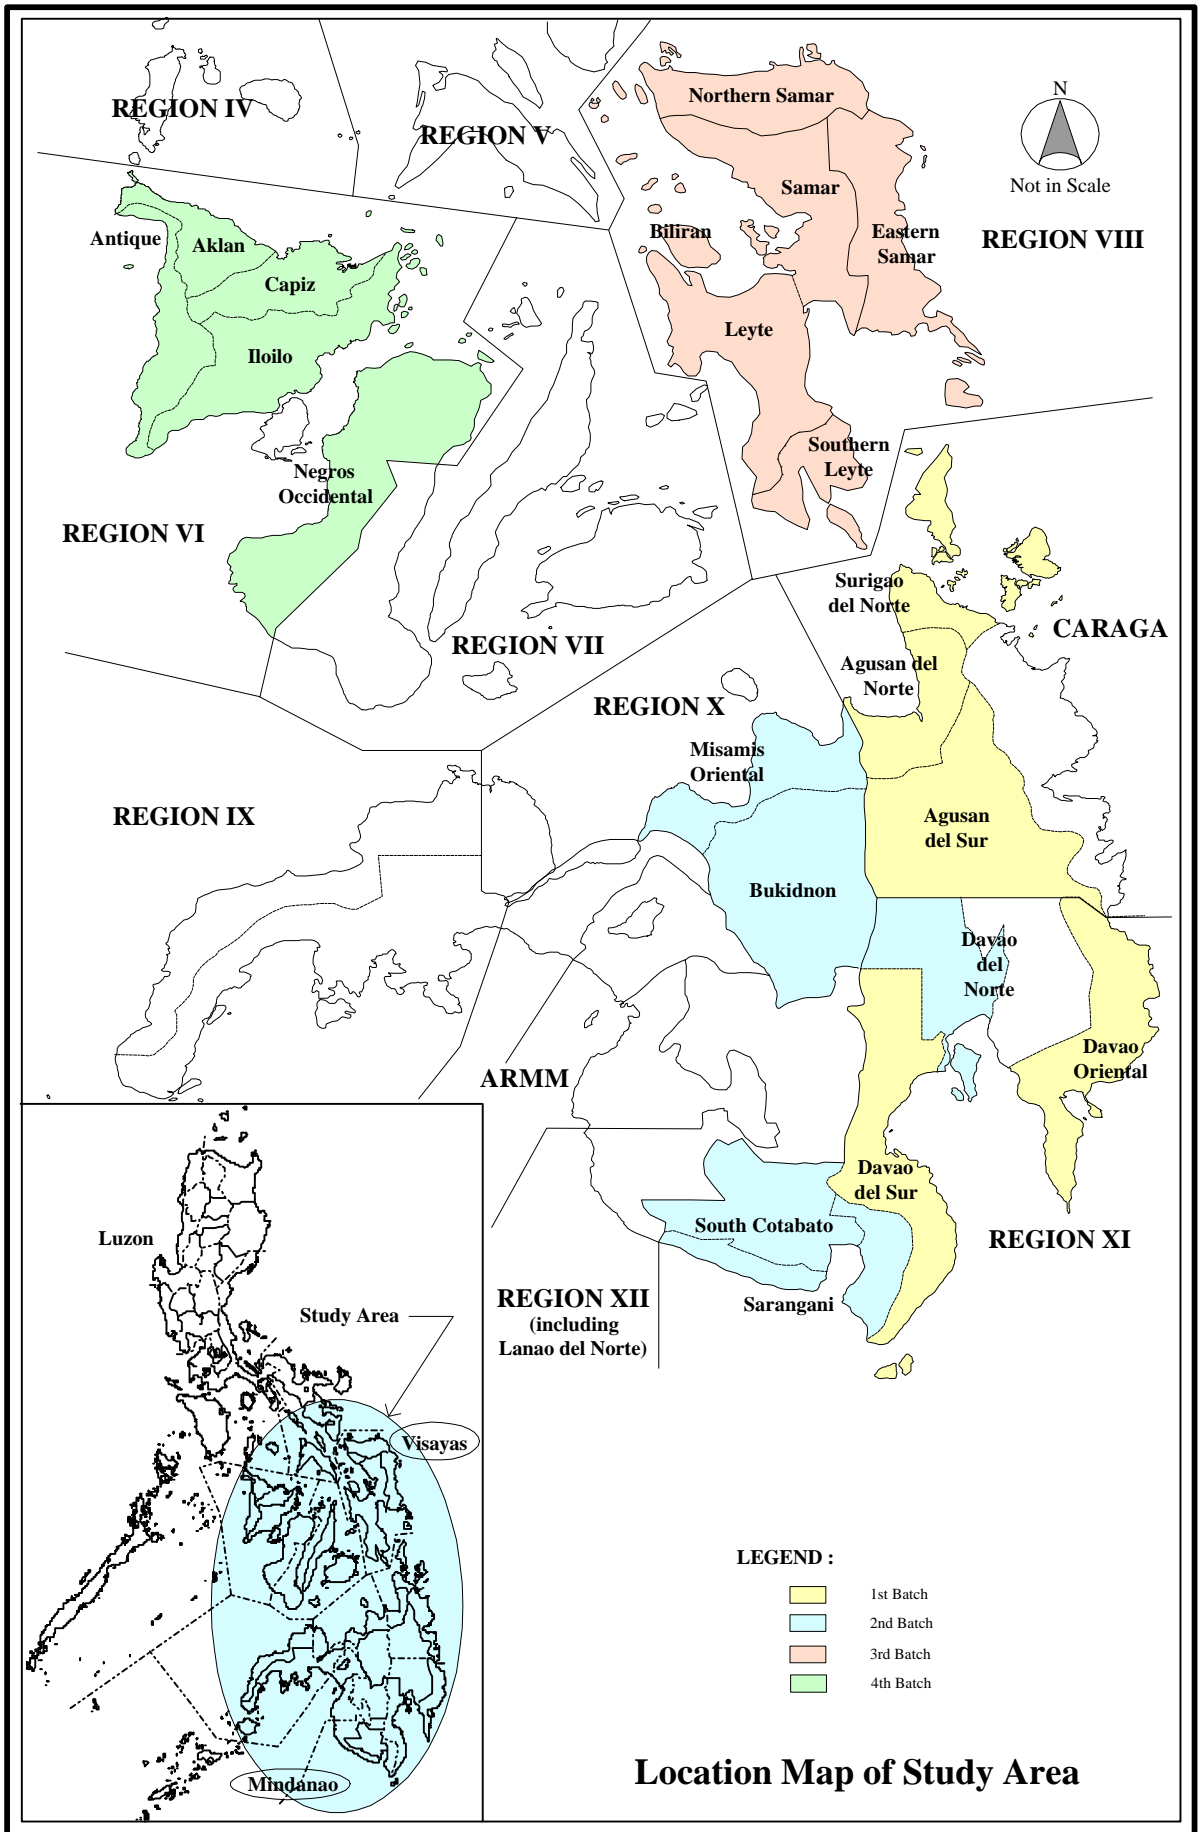 REGION IV
REGION V
Northern Samar
N
Not in Scale
Samar
Antique
Aklan
Biliran
Eastern
Samar
REGION VIII
Capiz
Leyte
Iloilo
Southern
Leyte
Negros
Occidental
REGION VI
Surigao
del Norte
CARAGA
REGION VII
Agusan del
Norte
REGION X
Misamis
Oriental
REGION IX
Agusan
del Sur
Bukidnon
Davao
del
Norte
Davao
Oriental
ARMM
Davao
del Sur
South Cotabato
REGION XI
REGION XII
(including
Lanao del Norte)
Sarangani
Luzon
Study Area
Visayas
Mindanao
LEGEND :
1st Batch
2nd Batch
3rd Batch
4th Batch
Location Map of Study Area